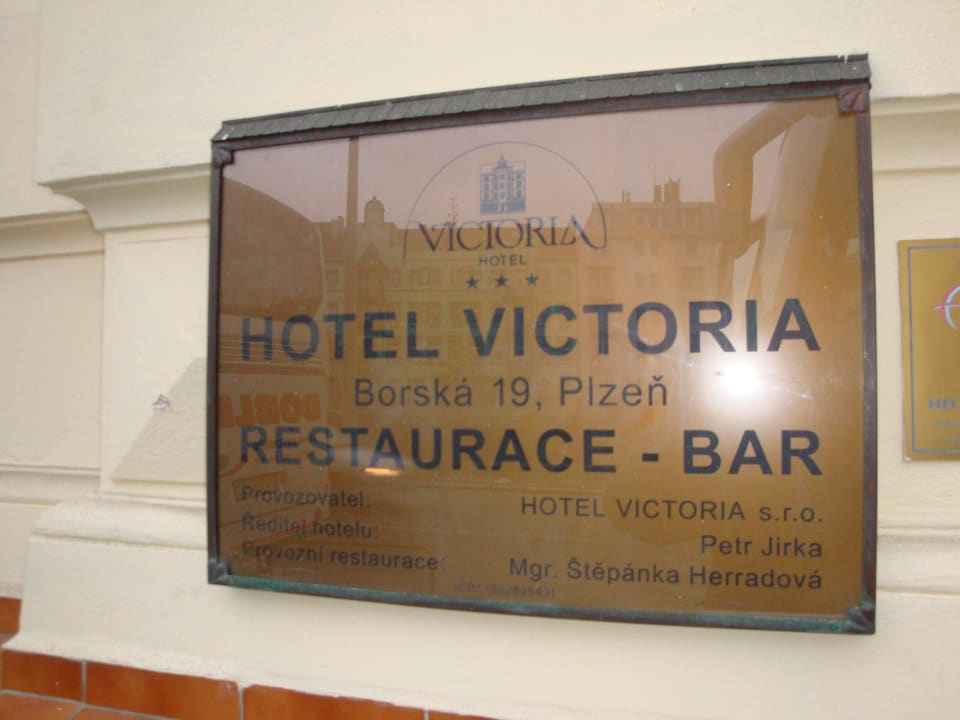 VICTORIA
HOTEL
★ ★ ★
HOTEL VICTORIA
Borská 19, Plzeň
RESTAURACE - BAR
Provozovatel: HOTEL VICTORIA s.r.o.
Ředitel hotelu: Petr Jirka
Provozní restaurace: Mgr. Štěpánka Herradová